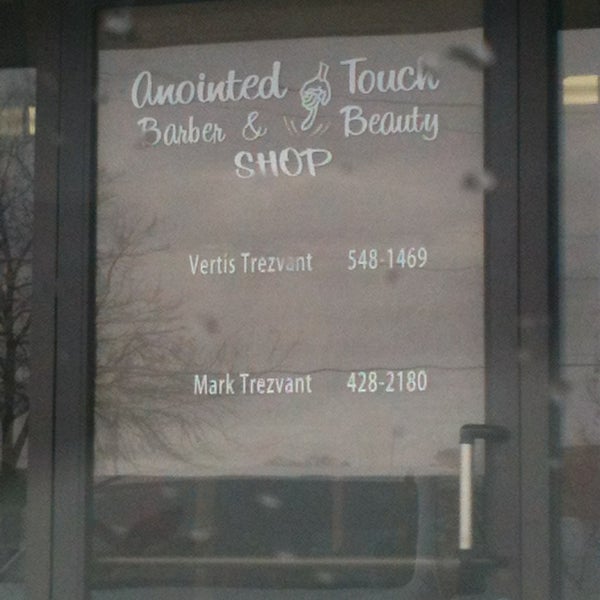 Anointed Touch
Barber & Beauty
SHOP
Vertis Trezvant 548-1469
Mark Trezvant 428-2180